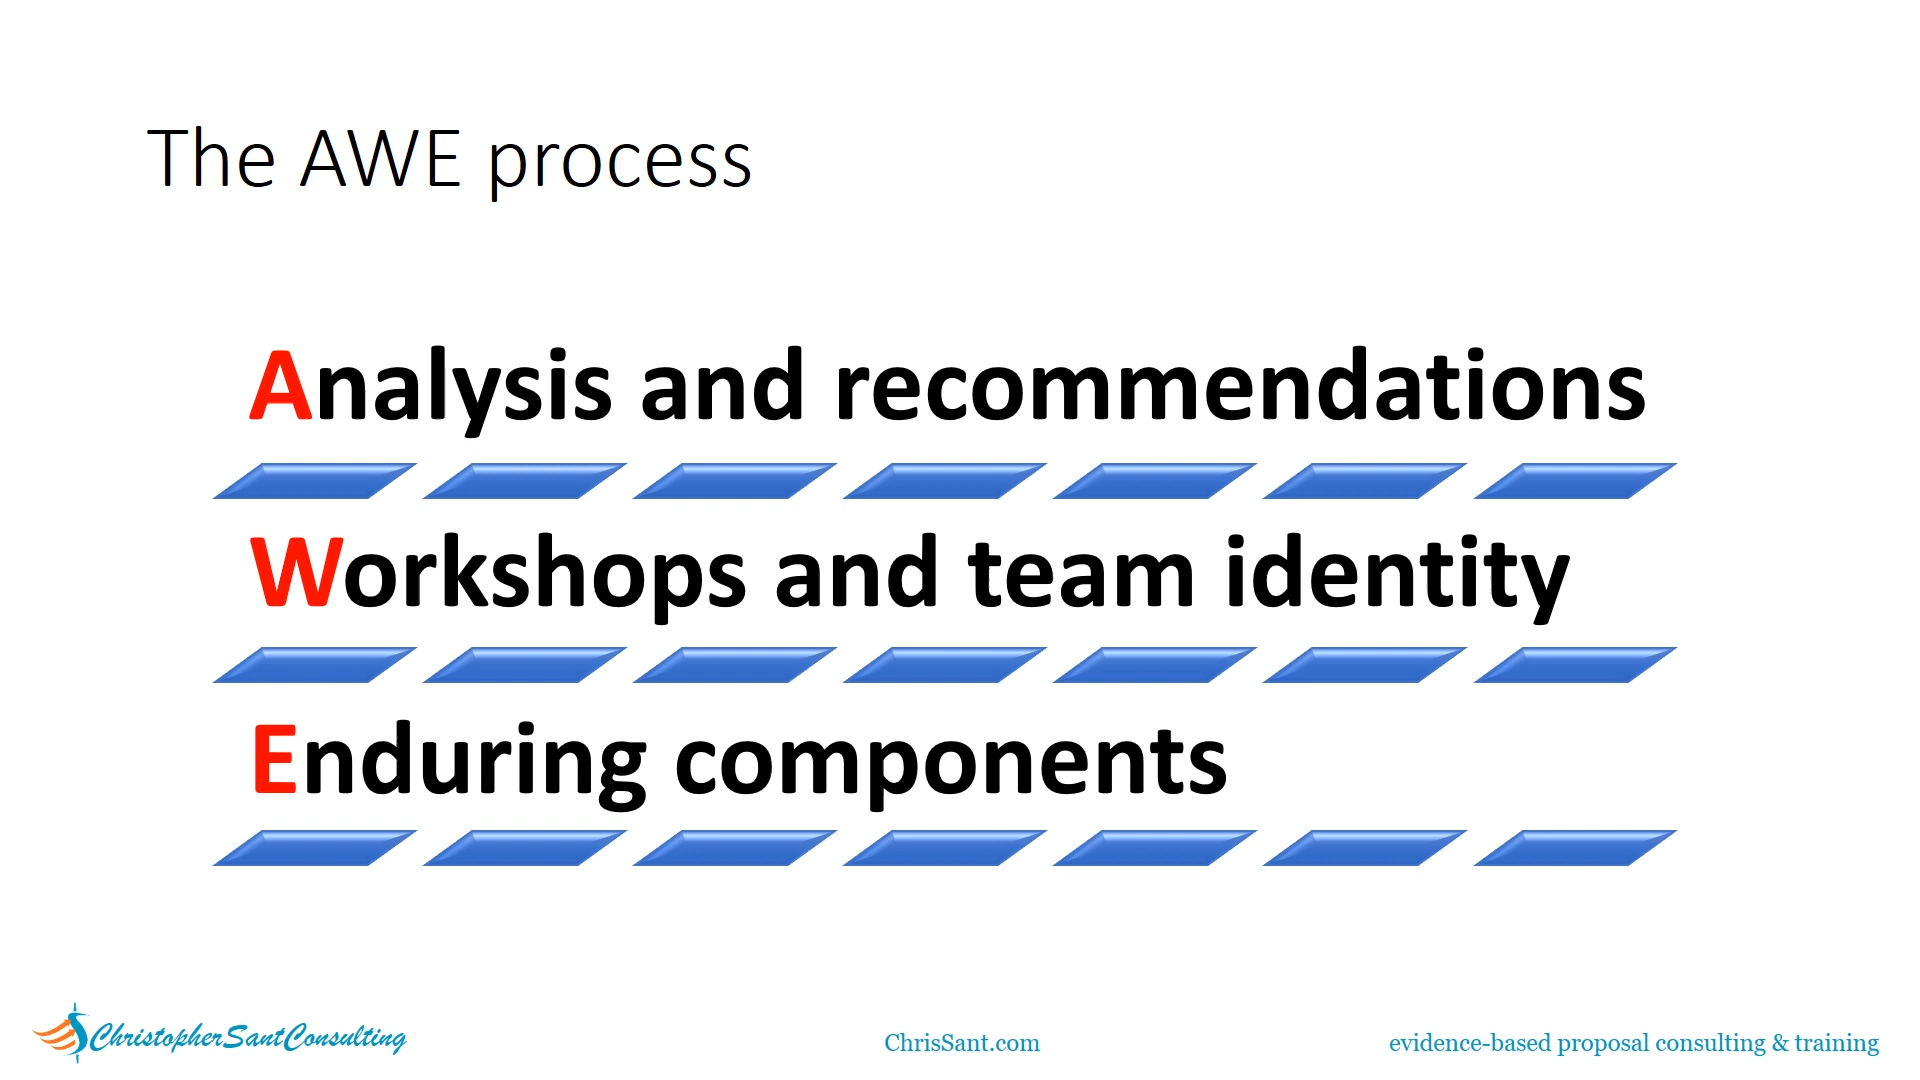 The AWE process
Analysis and recommendations
Workshops and team identity
Enduring components
ChristopherSantConsulting
ChrisSant.com
evidence-based proposal consulting & training